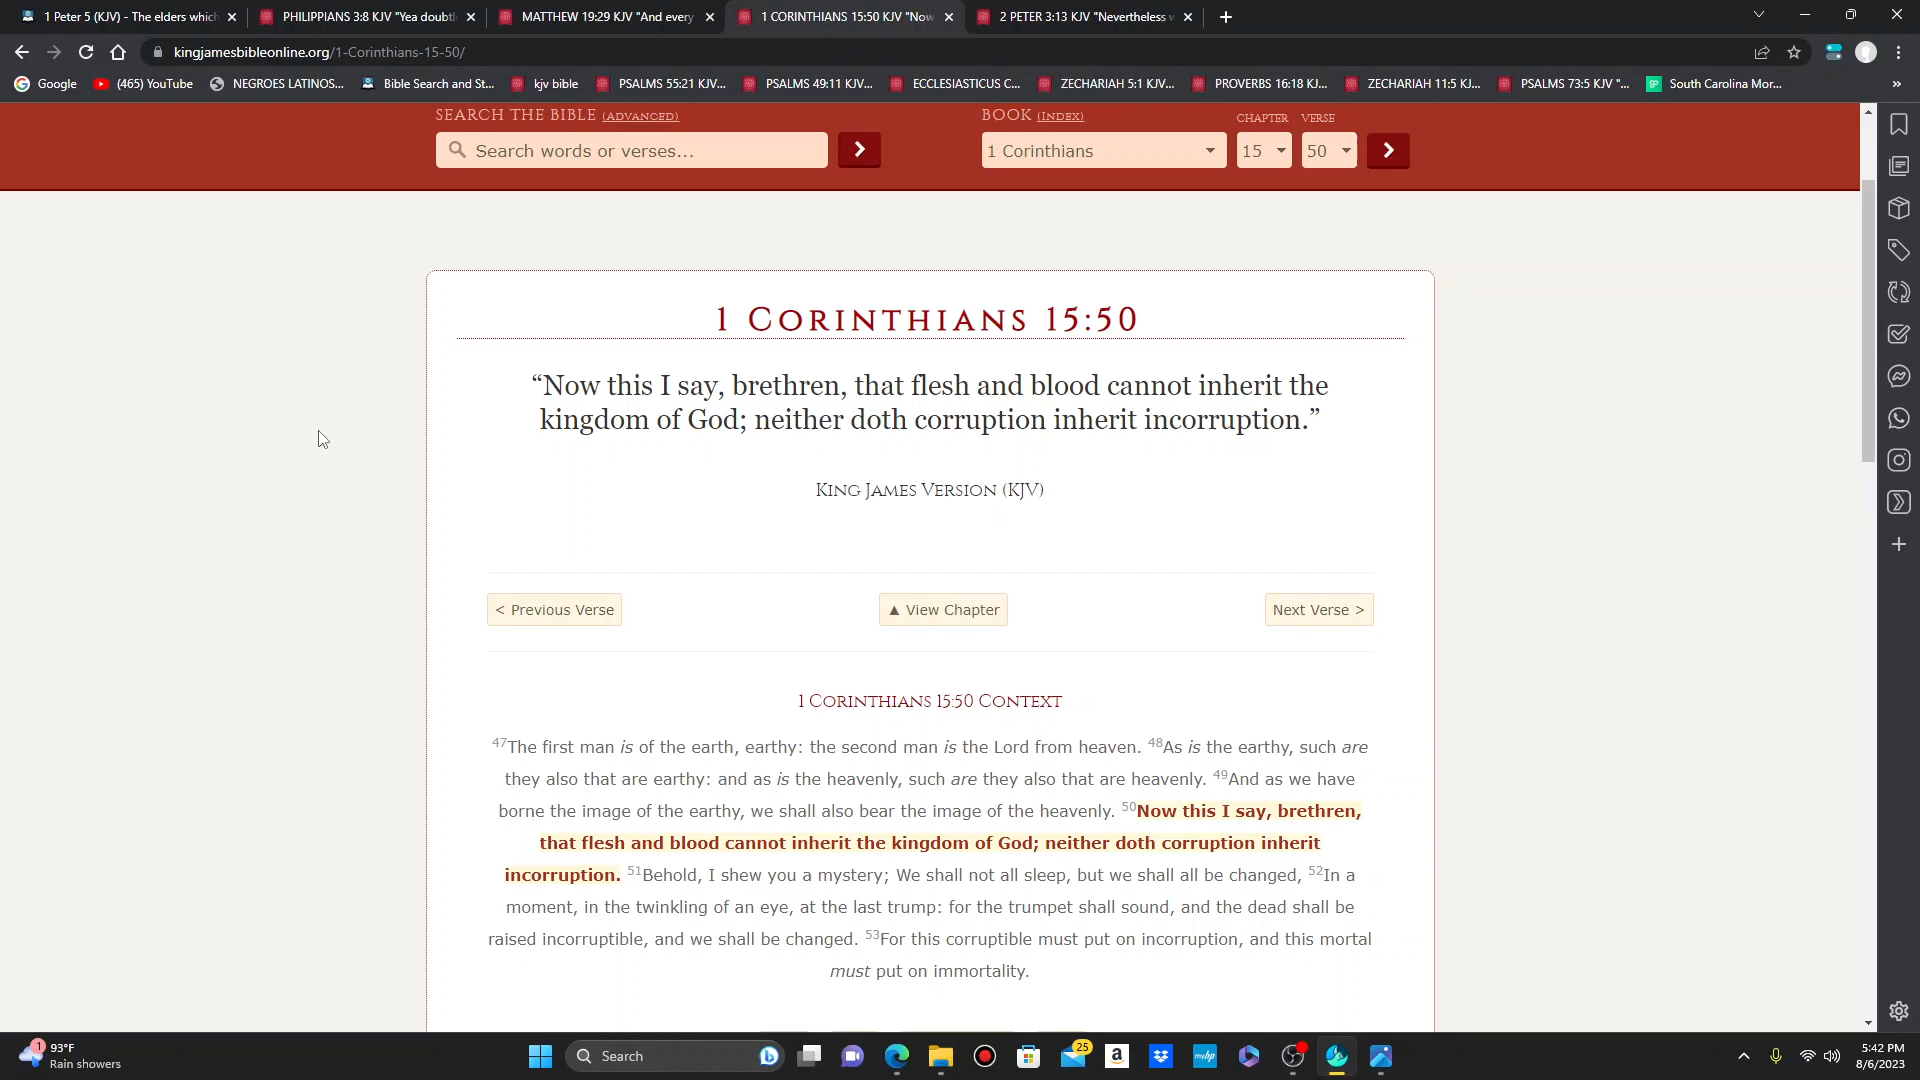 1 Peter 5 (KJV) - The elders which
PHILIPPIANS 3:8 KJV "Yea doubtl
MATTHEW 19:29 KJV "And every
1 CORINTHIANS 15:50 KJV "Now
2 PETER 3:13 KJV "Nevertheless w
kingjamesbibleonline.org/1-Corinthians-15-50/
Google
(465) YouTube
NEGROES LATINOS...
Bible Search and St...
kjv bible
PSALMS 55:21 KJV...
PSALMS 49:11 KJV...
ECCLESIASTICUS C...
ZECHARIAH 5:1 KJV...
PROVERBS 16:18 KJ...
ZECHARIAH 11:5 KJ...
PSALMS 73:5 KJV "...
South Carolina Mor...
»
SEARCH THE BIBLE (ADVANCED)
BOOK (INDEX)
CHAPTER
VERSE
Search words or verses...
1 Corinthians
15
50
1 CORINTHIANS 15:50
“Now this I say, brethren, that flesh and blood cannot inherit the
kingdom of God; neither doth corruption inherit incorruption.”
KING JAMES VERSION (KJV)
< Previous Verse
▲ View Chapter
Next Verse >
1 CORINTHIANS 15:50 CONTEXT
47The first man is of the earth, earthy: the second man is the Lord from heaven. 48As is the earthy, such are
they also that are earthy: and as is the heavenly, such are they also that are heavenly. 49And as we have
borne the image of the earthy, we shall also bear the image of the heavenly. 50Now this I say, brethren,
that flesh and blood cannot inherit the kingdom of God; neither doth corruption inherit
incorruption. 51Behold, I shew you a mystery; We shall not all sleep, but we shall all be changed, 52In a
moment, in the twinkling of an eye, at the last trump: for the trumpet shall sound, and the dead shall be
raised incorruptible, and we shall be changed. 53For this corruptible must put on incorruption, and this mortal
must put on immortality.
1
93°F
Rain showers
Search
25
a
myhp
5:42 PM
8/6/2023